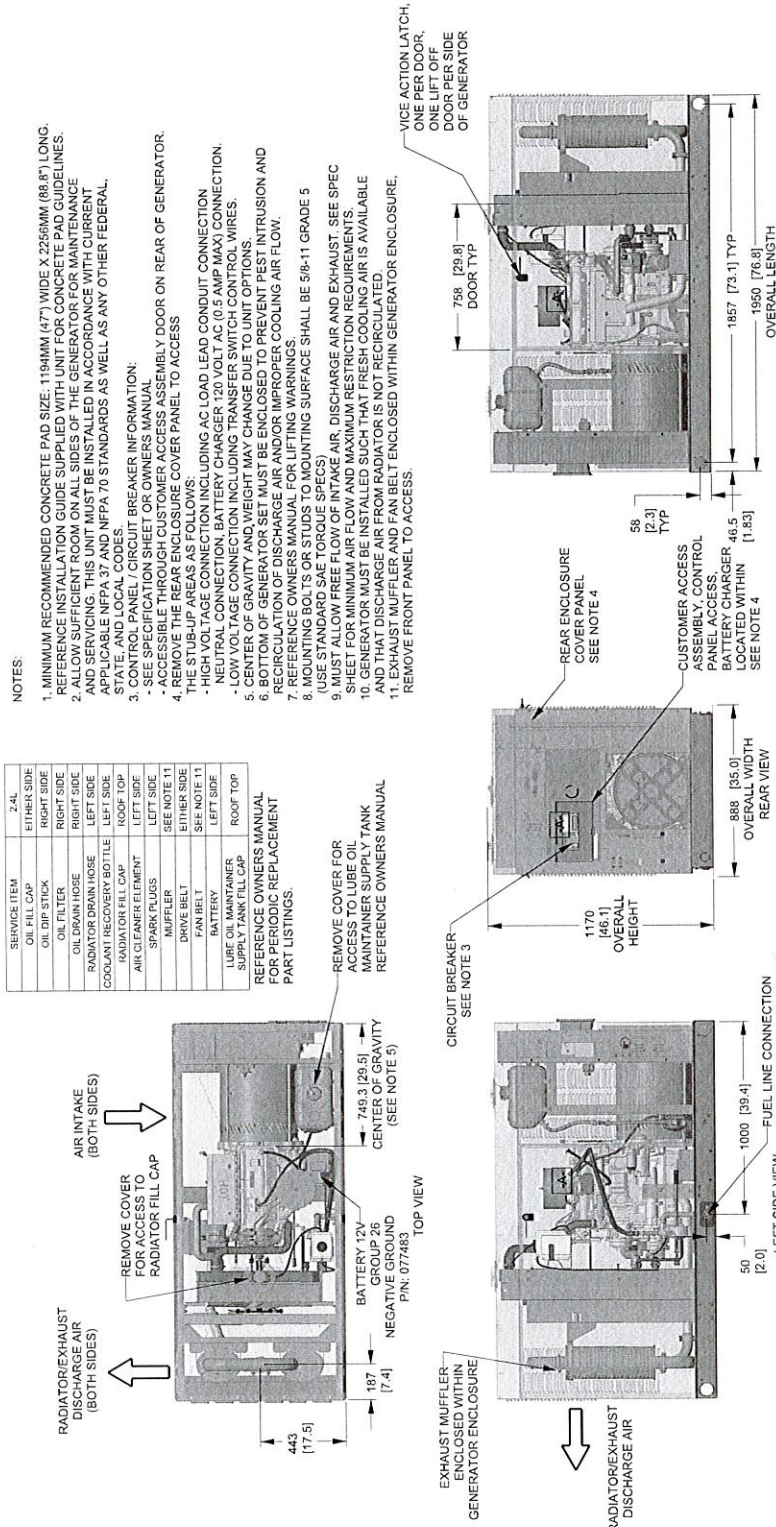 NOTES:
1. MINIMUM RECOMMENDED CONCRETE PAD SIZE: 1194MM (47") WIDE X 2256MM (88.8") LONG.
REFERENCE INSTALLATION GUIDE SUPPLIED WITH UNIT FOR CONCRETE PAD GUIDELINES.
2. ALLOW SUFFICIENT ROOM ON ALL SIDES OF THE GENERATOR FOR MAINTENANCE
AND SERVICING. THIS UNIT MUST BE INSTALLED IN ACCORDANCE WITH CURRENT
APPLICABLE NFPA 37 AND NFPA 70 STANDARDS AS WELL AS ANY OTHER FEDERAL,
STATE, AND LOCAL CODES.
3. CONTROL PANEL / CIRCUIT BREAKER INFORMATION:
- SEE SPECIFICATION SHEET OR OWNERS MANUAL
- ACCESSIBLE THROUGH CUSTOMER ACCESS ASSEMBLY DOOR ON REAR OF GENERATOR.
4. REMOVE THE REAR ENCLOSURE COVER PANEL TO ACCESS
THE STUB-UP AREAS AS FOLLOWS:
- HIGH VOLTAGE CONNECTION INCLUDING AC LOAD LEAD CONDUIT CONNECTION
NEUTRAL CONNECTION, BATTERY CHARGER 120 VOLT AC (0.5 AMP MAX) CONNECTION.
- LOW VOLTAGE CONNECTION INCLUDING TRANSFER SWITCH CONTROL WIRES.
5. CENTER OF GRAVITY AND WEIGHT MAY CHANGE DUE TO UNIT OPTIONS.
6. BOTTOM OF GENERATOR SET MUST BE ENCLOSED TO PREVENT PEST INTRUSION AND
RECIRCULATION OF DISCHARGE AIR AND/OR IMPROPER COOLING AIR FLOW.
7. REFERENCE OWNERS MANUAL FOR LIFTING WARNINGS.
8. MOUNTING BOLTS OR STUDS TO MOUNTING SURFACE SHALL BE 5/8-11 GRADE 5
(USE STANDARD SAE TORQUE SPECS)
9. MUST ALLOW FREE FLOW OF INTAKE AIR, DISCHARGE AIR AND EXHAUST. SEE SPEC
SHEET FOR MINIMUM AIR FLOW AND MAXIMUM RESTRICTION REQUIREMENTS.
10. GENERATOR MUST BE INSTALLED SUCH THAT FRESH COOLING AIR IS AVAILABLE
AND THAT DISCHARGE AIR FROM RADIATOR IS NOT RECIRCULATED.
11. EXHAUST MUFFLER AND FAN BELT ENCLOSED WITHIN GENERATOR ENCLOSURE,
REMOVE FRONT PANEL TO ACCESS.
SERVICE ITEM 2.4L
OIL FILL CAP EITHER SIDE
OIL DIP STICK RIGHT SIDE
OIL FILTER RIGHT SIDE
OIL DRAIN HOSE RIGHT SIDE
RADIATOR DRAIN HOSE LEFT SIDE
COOLANT RECOVERY BOTTLE LEFT SIDE
RADIATOR FILL CAP ROOF TOP
AIR CLEANER ELEMENT LEFT SIDE
SPARK PLUGS LEFT SIDE
MUFFLER SEE NOTE 11
DRIVE BELT EITHER SIDE
FAN BELT SEE NOTE 11
BATTERY LEFT SIDE
LUBE OIL MAINTAINER
SUPPLY TANK FILL CAP ROOF TOP
REFERENCE OWNERS MANUAL
FOR PERIODIC REPLACEMENT
PART LISTINGS.
RADIATOR/EXHAUST
DISCHARGE AIR
(BOTH SIDES)
AIR INTAKE
(BOTH SIDES)
REMOVE COVER
FOR ACCESS TO
RADIATOR FILL CAP
REMOVE COVER FOR
ACCESS TO LUBE OIL
MAINTAINER SUPPLY TANK
REFERENCE OWNERS MANUAL
443
[17.5]
187
[7.4]
BATTERY 12V
GROUP 26
NEGATIVE GROUND
P/N: 077483
TOP VIEW
749.3 [29.5]
CENTER OF GRAVITY
(SEE NOTE 5)
EXHAUST MUFFLER
ENCLOSED WITHIN
GENERATOR ENCLOSURE
RADIATOR/EXHAUST
DISCHARGE AIR
50
[2.0]
1000 [39.4]
FUEL LINE CONNECTION
LEFT SIDE VIEW
CIRCUIT BREAKER
SEE NOTE 3
1170
[46.1]
OVERALL
HEIGHT
888 [35.0]
OVERALL WIDTH
REAR VIEW
REAR ENCLOSURE
COVER PANEL
SEE NOTE 4
CUSTOMER ACCESS
ASSEMBLY, CONTROL
PANEL ACCESS,
BATTERY CHARGER
LOCATED WITHIN
SEE NOTE 4
758 [29.8]
DOOR TYP
VICE ACTION LATCH,
ONE PER DOOR,
ONE LIFT OFF
DOOR PER SIDE
OF GENERATOR
58
[2.3]
TYP
46.5
[1.83]
1857 [73.1] TYP
1950 [76.8]
OVERALL LENGTH